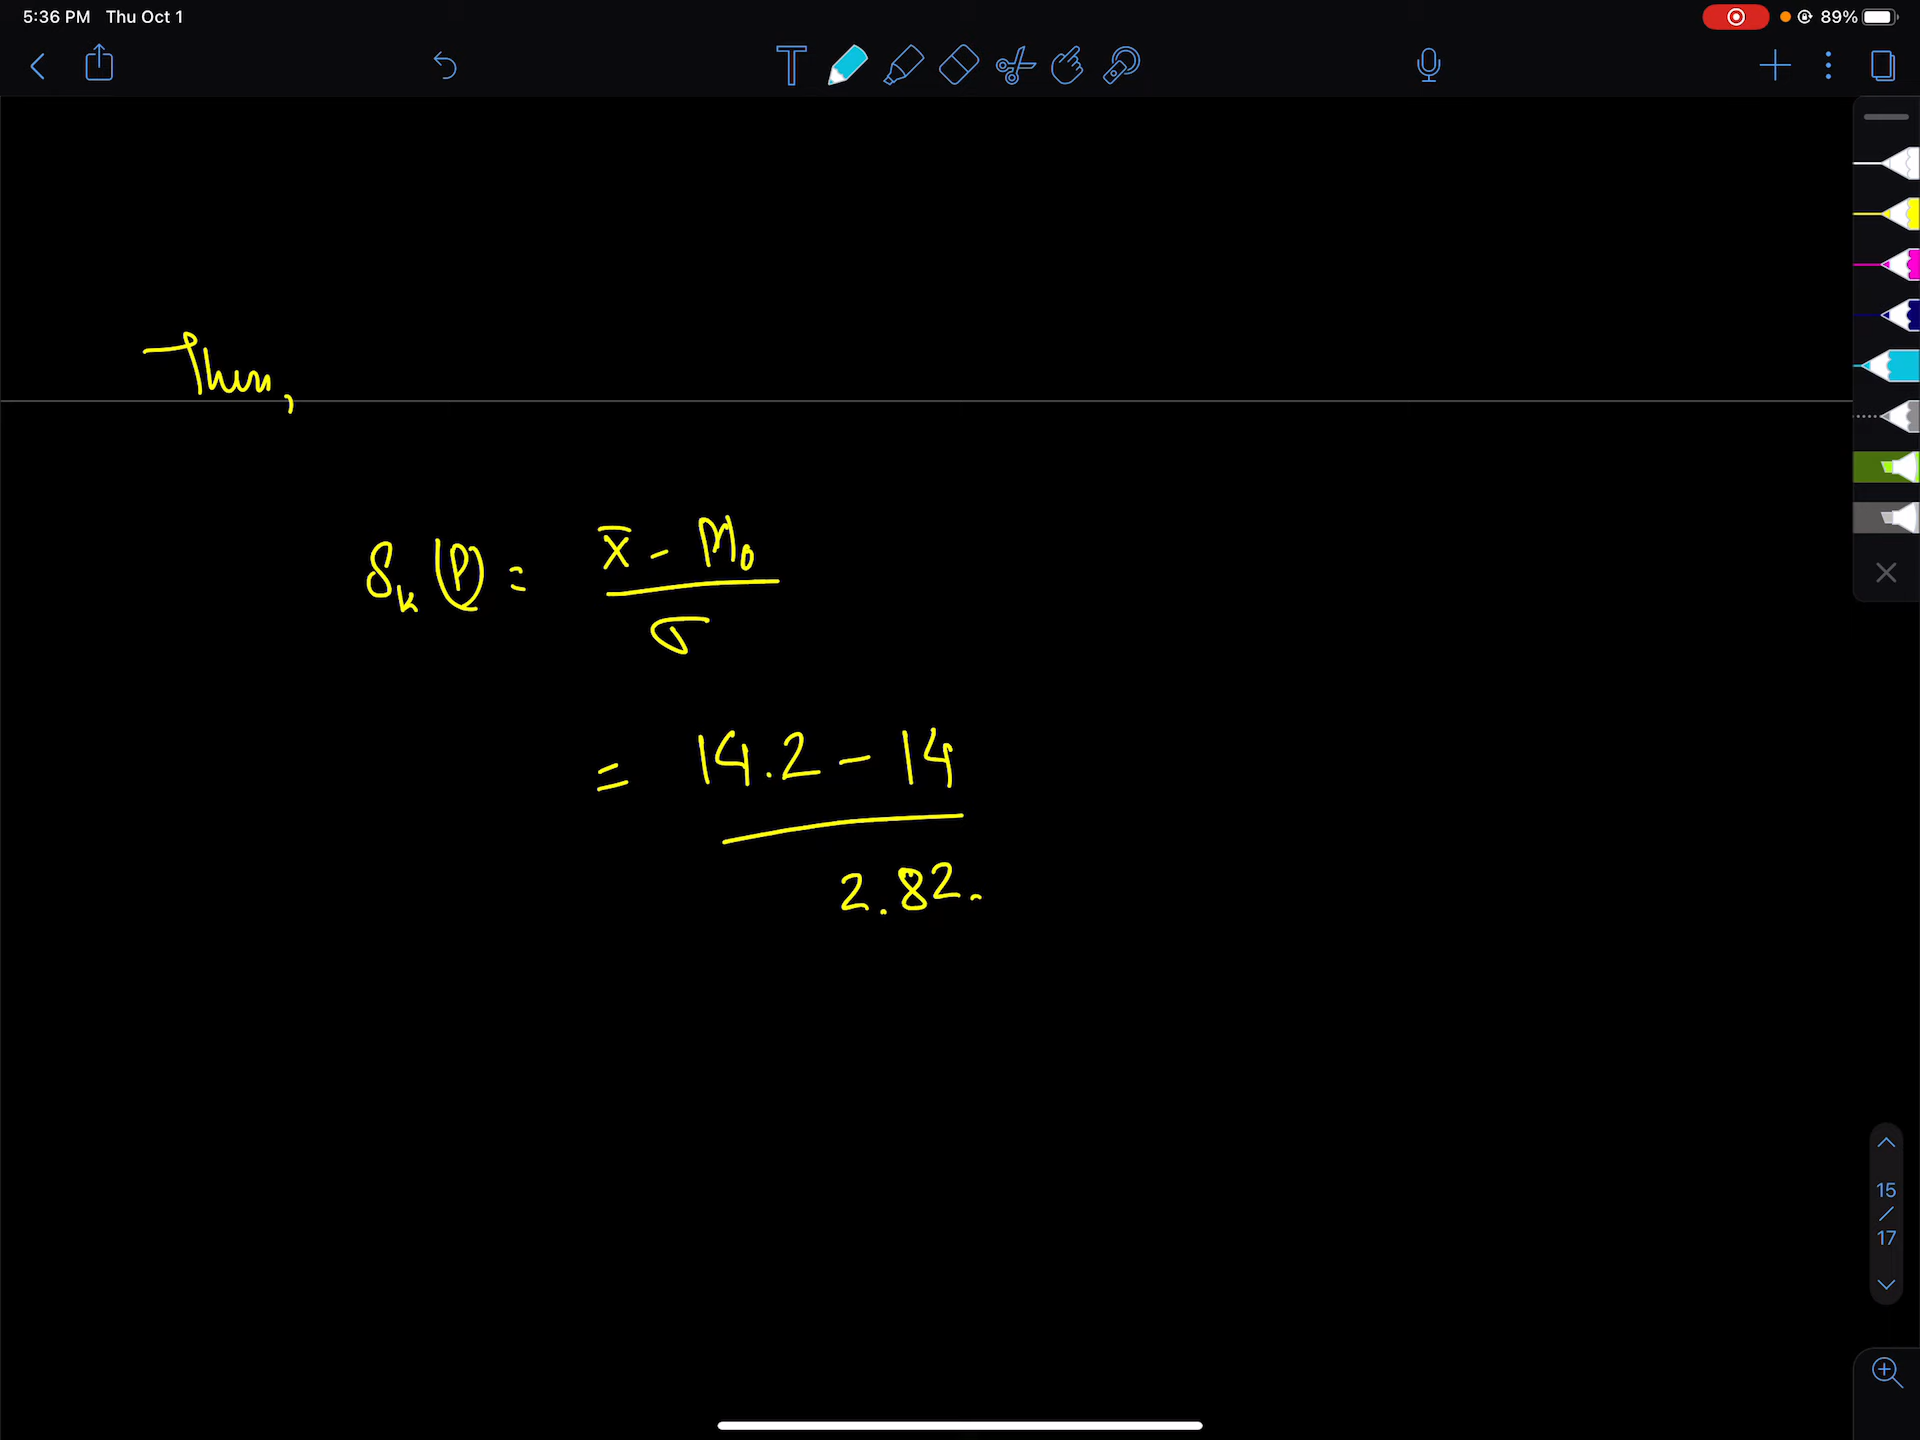 5:36 PM Thu Oct 1
89%
T
Then,
Sk (P) = x̄ - M₀ / σ
= 14.2 - 14 / 2.82.
15
/
17